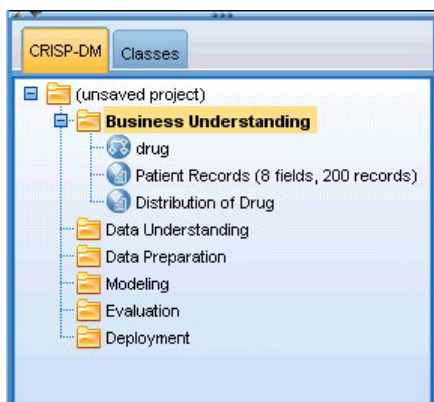 CRISP-DM
Classes
(unsaved project)
Business Understanding
drug
Patient Records (8 fields, 200 records)
Distribution of Drug
Data Understanding
Data Preparation
Modeling
Evaluation
Deployment